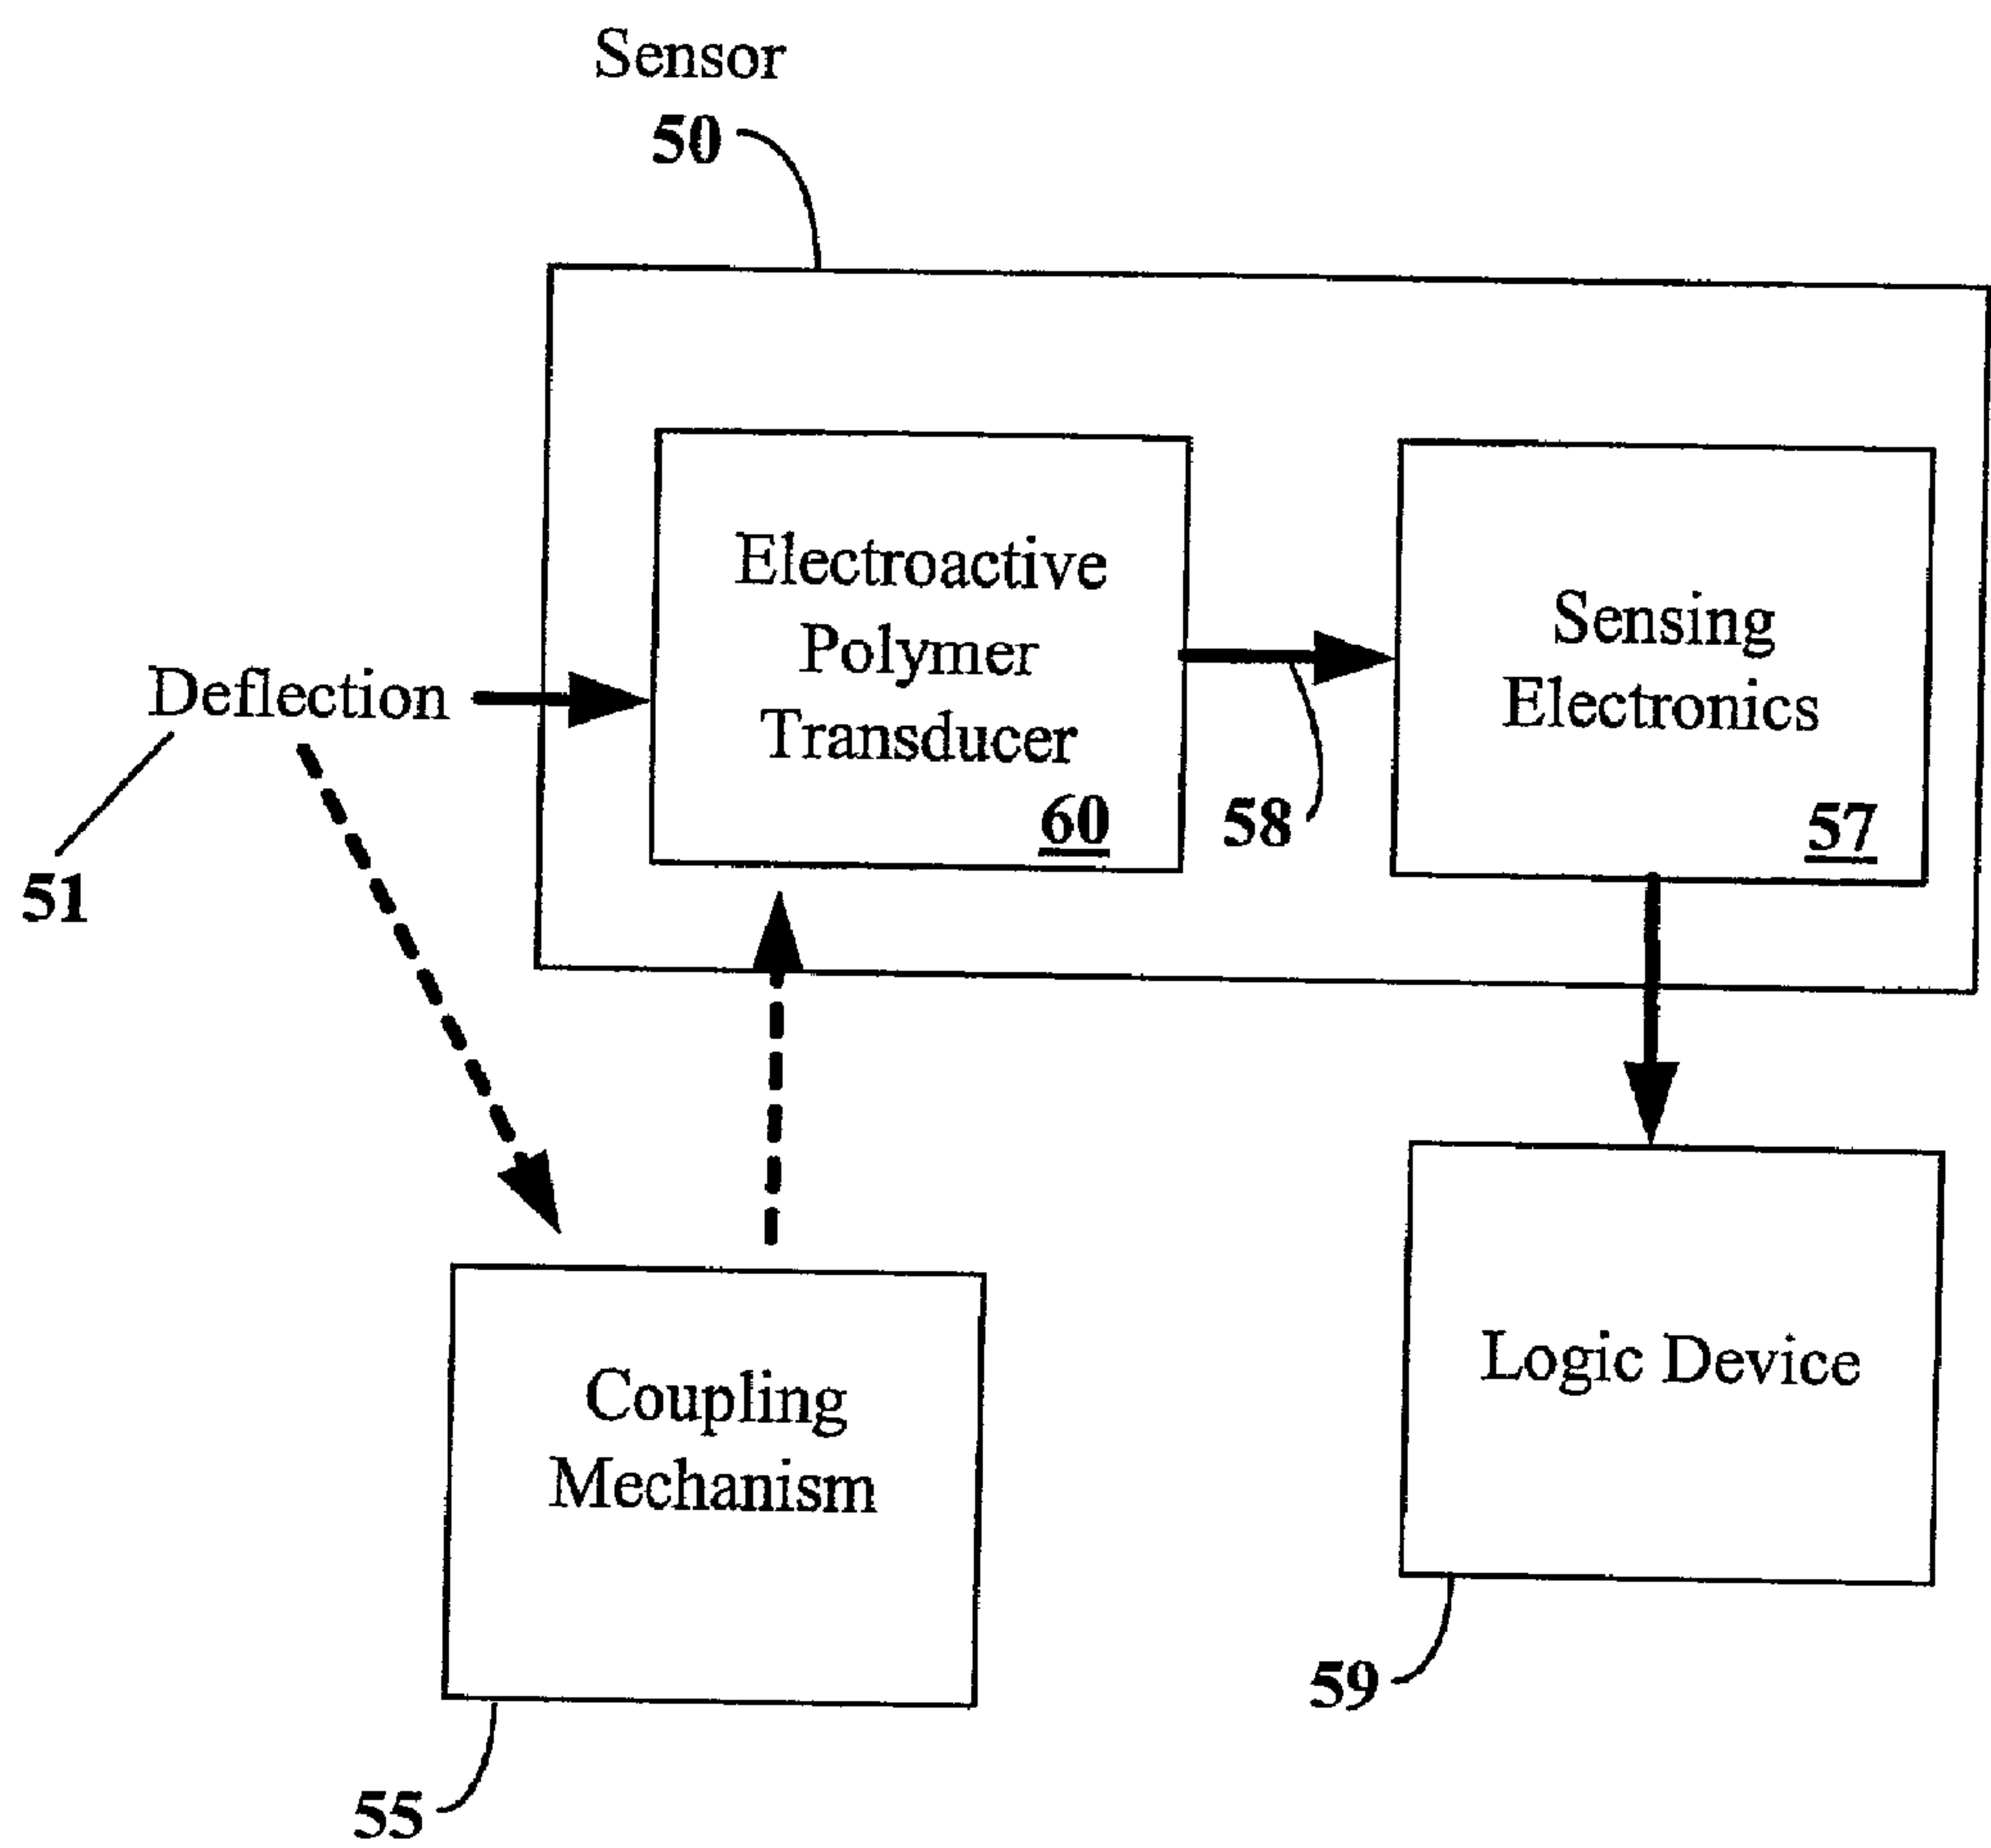 Sensor
50
Electroactive
Polymer
Transducer
60
Sensing
Electronics
57
58
Deflection
51
Coupling
Mechanism
55
Logic Device
59